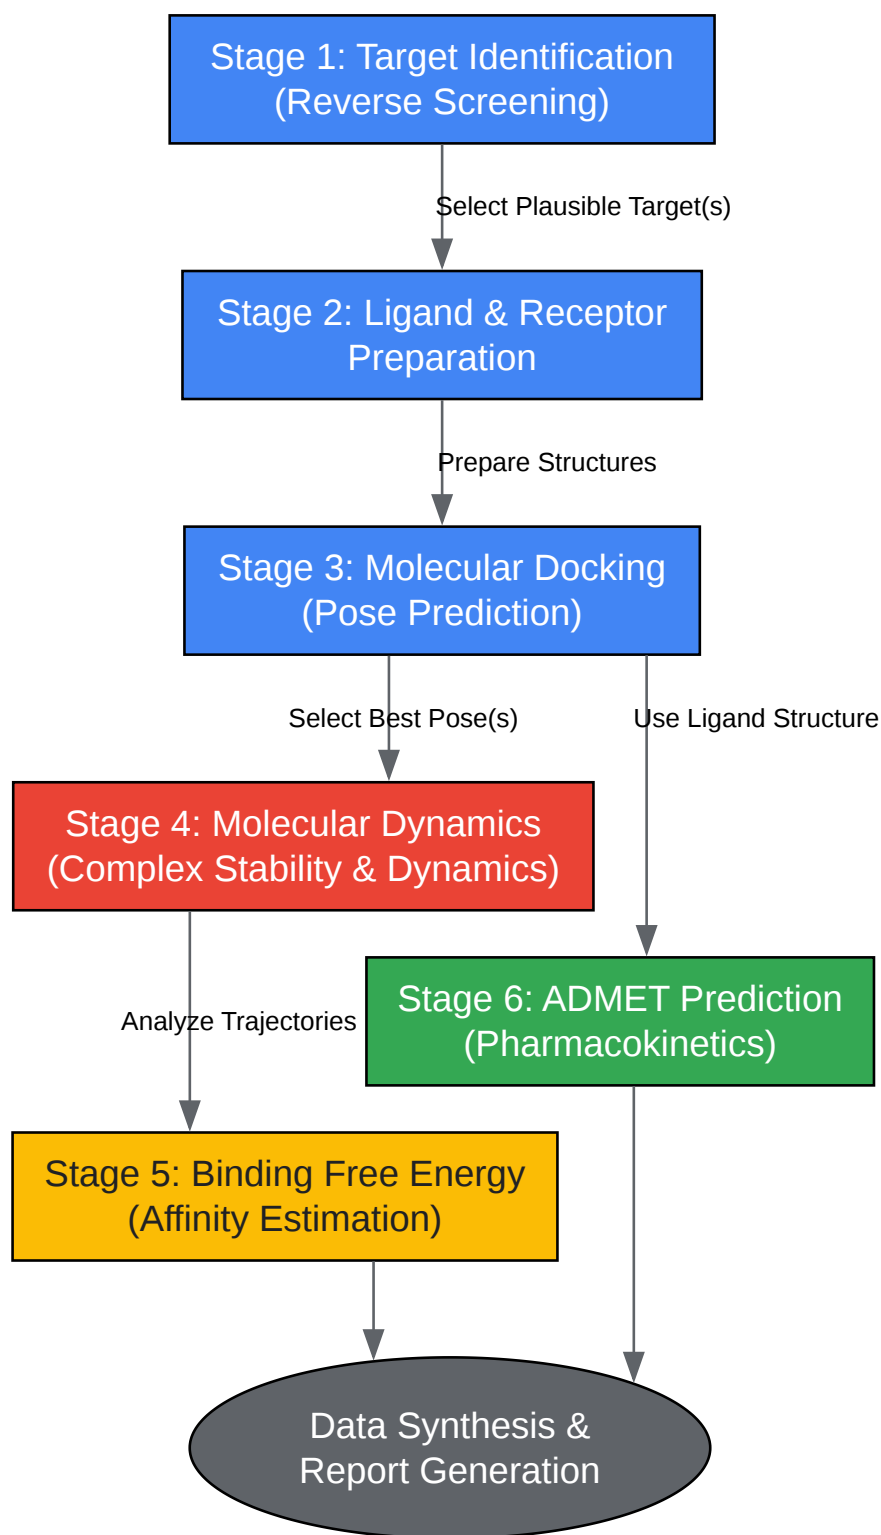 Stage 1: Target Identification
(Reverse Screening)
Select Plausible Target(s)
Stage 2: Ligand & Receptor
Preparation
Prepare Structures
Stage 3: Molecular Docking
(Pose Prediction)
Select Best Pose(s)
Use Ligand Structure
Stage 4: Molecular Dynamics
(Complex Stability & Dynamics)
Stage 6: ADMET Prediction
(Pharmacokinetics)
Analyze Trajectories
Stage 5: Binding Free Energy
(Affinity Estimation)
Data Synthesis &
Report Generation